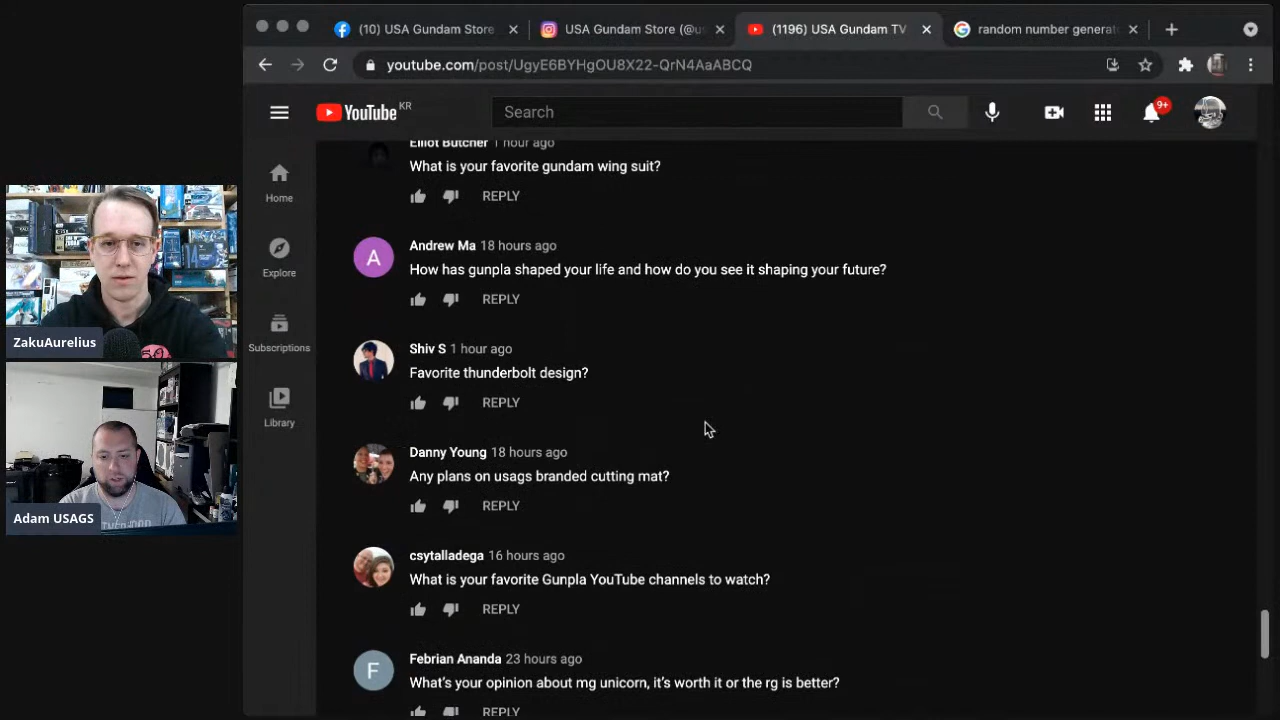 (10) USA Gundam Store
USA Gundam Store (@u
(1196) USA Gundam TV
random number generat
youtube.com/post/UgyE6BYHgOU8X22-QrN4AaABCQ
YouTube KR
Search
9+
Home
Explore
Subscriptions
Library
Elliot Butcher 1 hour ago
What is your favorite gundam wing suit?
REPLY
Andrew Ma 18 hours ago
How has gunpla shaped your life and how do you see it shaping your future?
REPLY
Shiv S 1 hour ago
Favorite thunderbolt design?
REPLY
Danny Young 18 hours ago
Any plans on usags branded cutting mat?
REPLY
csytalladega 16 hours ago
What is your favorite Gunpla YouTube channels to watch?
REPLY
Febrian Ananda 23 hours ago
What's your opinion about mg unicorn, it's worth it or the rg is better?
REPLY
A
F
ZakuAurelius
Adam USAGS